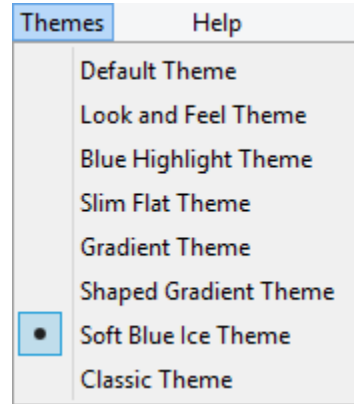 Themes Help
Default Theme
Look and Feel Theme
Blue Highlight Theme
Slim Flat Theme
Gradient Theme
Shaped Gradient Theme
Soft Blue Ice Theme
Classic Theme